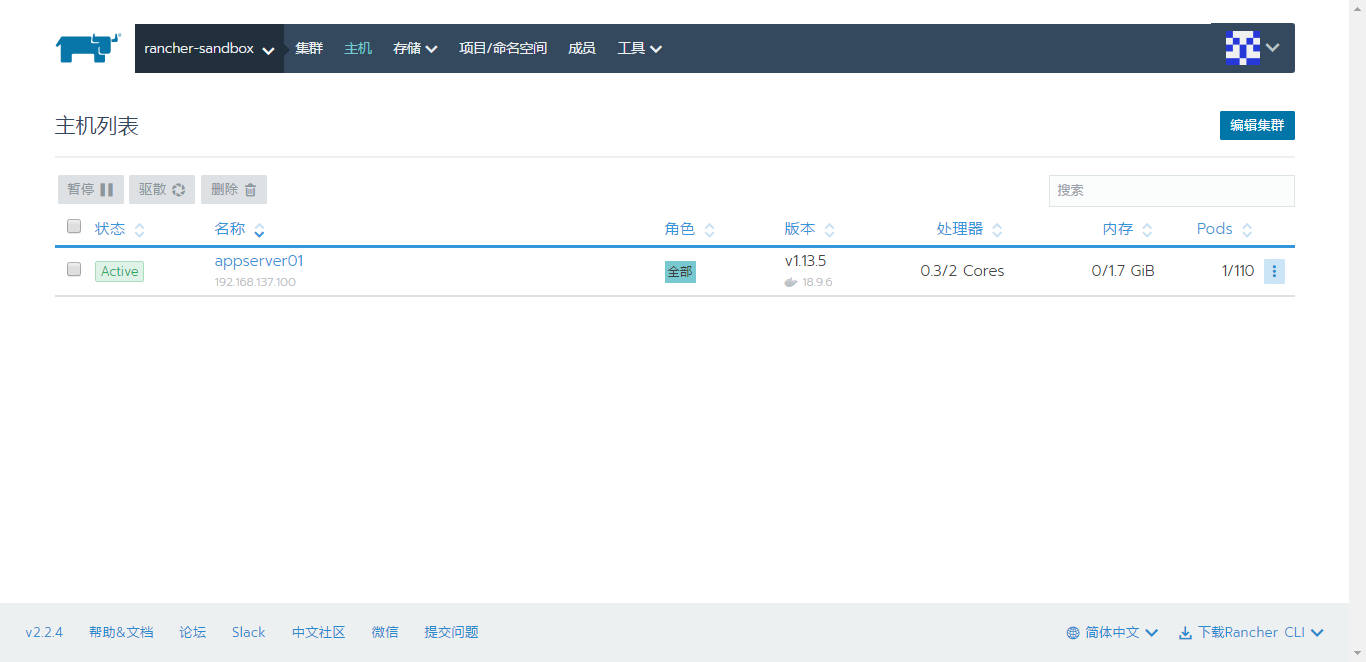 rancher-sandbox 集群 主机 存储 项目/命名空间 成员 工具
主机列表 编辑集群
暂停 驱散 删除 搜索
状态 名称 角色 版本 处理器 内存 Pods
Active appserver01 全部 v1.13.5 0.3/2 Cores 0/1.7 GiB 1/110
192.168.137.100 18.9.6
v2.2.4 帮助&文档 论坛 Slack 中文社区 微信 提交问题 简体中文 下载Rancher CLI